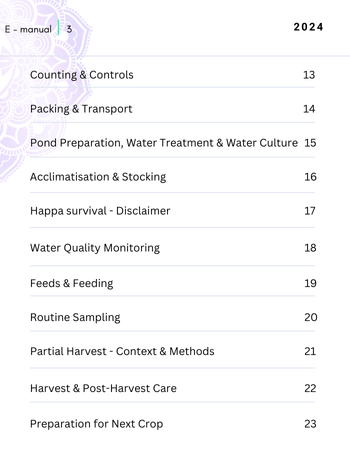 E - manual | 3
2024
Counting & Controls 13
Packing & Transport 14
Pond Preparation, Water Treatment & Water Culture 15
Acclimatisation & Stocking 16
Happa survival - Disclaimer 17
Water Quality Monitoring 18
Feeds & Feeding 19
Routine Sampling 20
Partial Harvest - Context & Methods 21
Harvest & Post-Harvest Care 22
Preparation for Next Crop 23